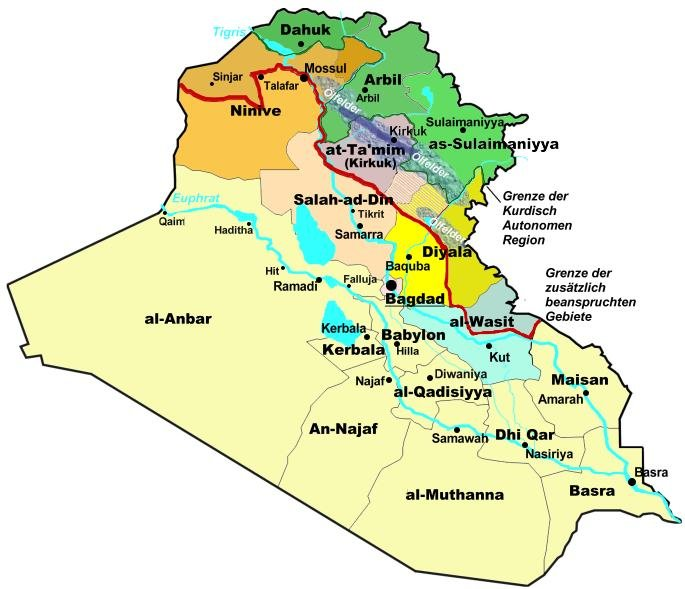 Dahuk
Tigris
Mossul
Sinjar
Talafar
Arbil
Arbil
Ölfelder
Ninive
Sulaimaniyya
Kirkuk
as-Sulaimaniyya
at-Ta'mim
(Kirkuk)
Ölfelder
Euphrat
Salah-ad-Din
Grenze der
Kurdisch
Autonomen
Region
Tikrit
Qaim
Haditha
Samarra
Ölfelder
Diyala
Baquba
Hit
Ramadi
Falluja
Grenze der
zusätzlich
beanspruchten
Gebiete
Bagdad
al-Anbar
al-Wasit
Kerbala
Babylon
Kerbala
Hilla
Kut
Najaf
Diwaniya
al-Qadisiyya
Maisan
Amarah
An-Najaf
Samawah
Dhi Qar
Nasiriya
Basra
al-Muthanna
Basra